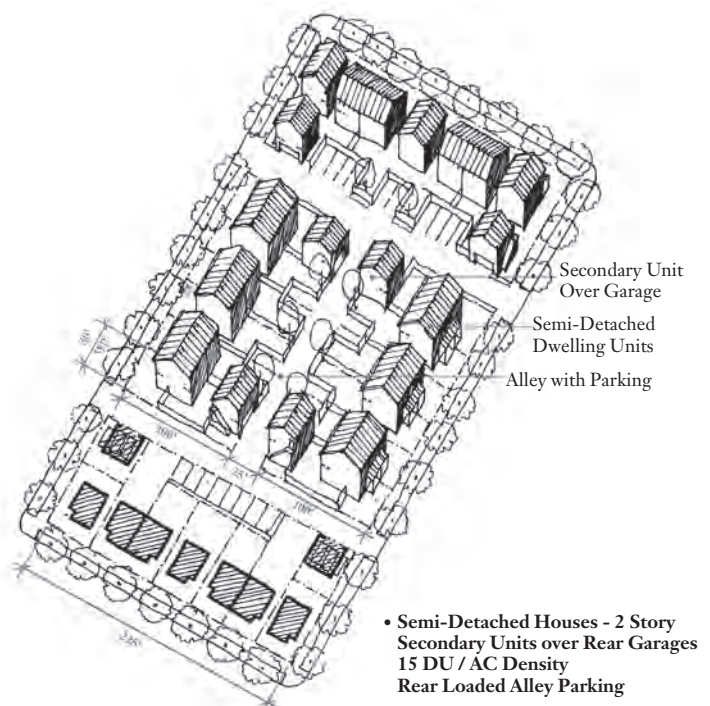 Secondary Unit
Over Garage
Semi-Detached
Dwelling Units
Alley with Parking
100'
• Semi-Detached Houses - 2 Story
Secondary Units over Rear Garages
15 DU / AC Density
Rear Loaded Alley Parking